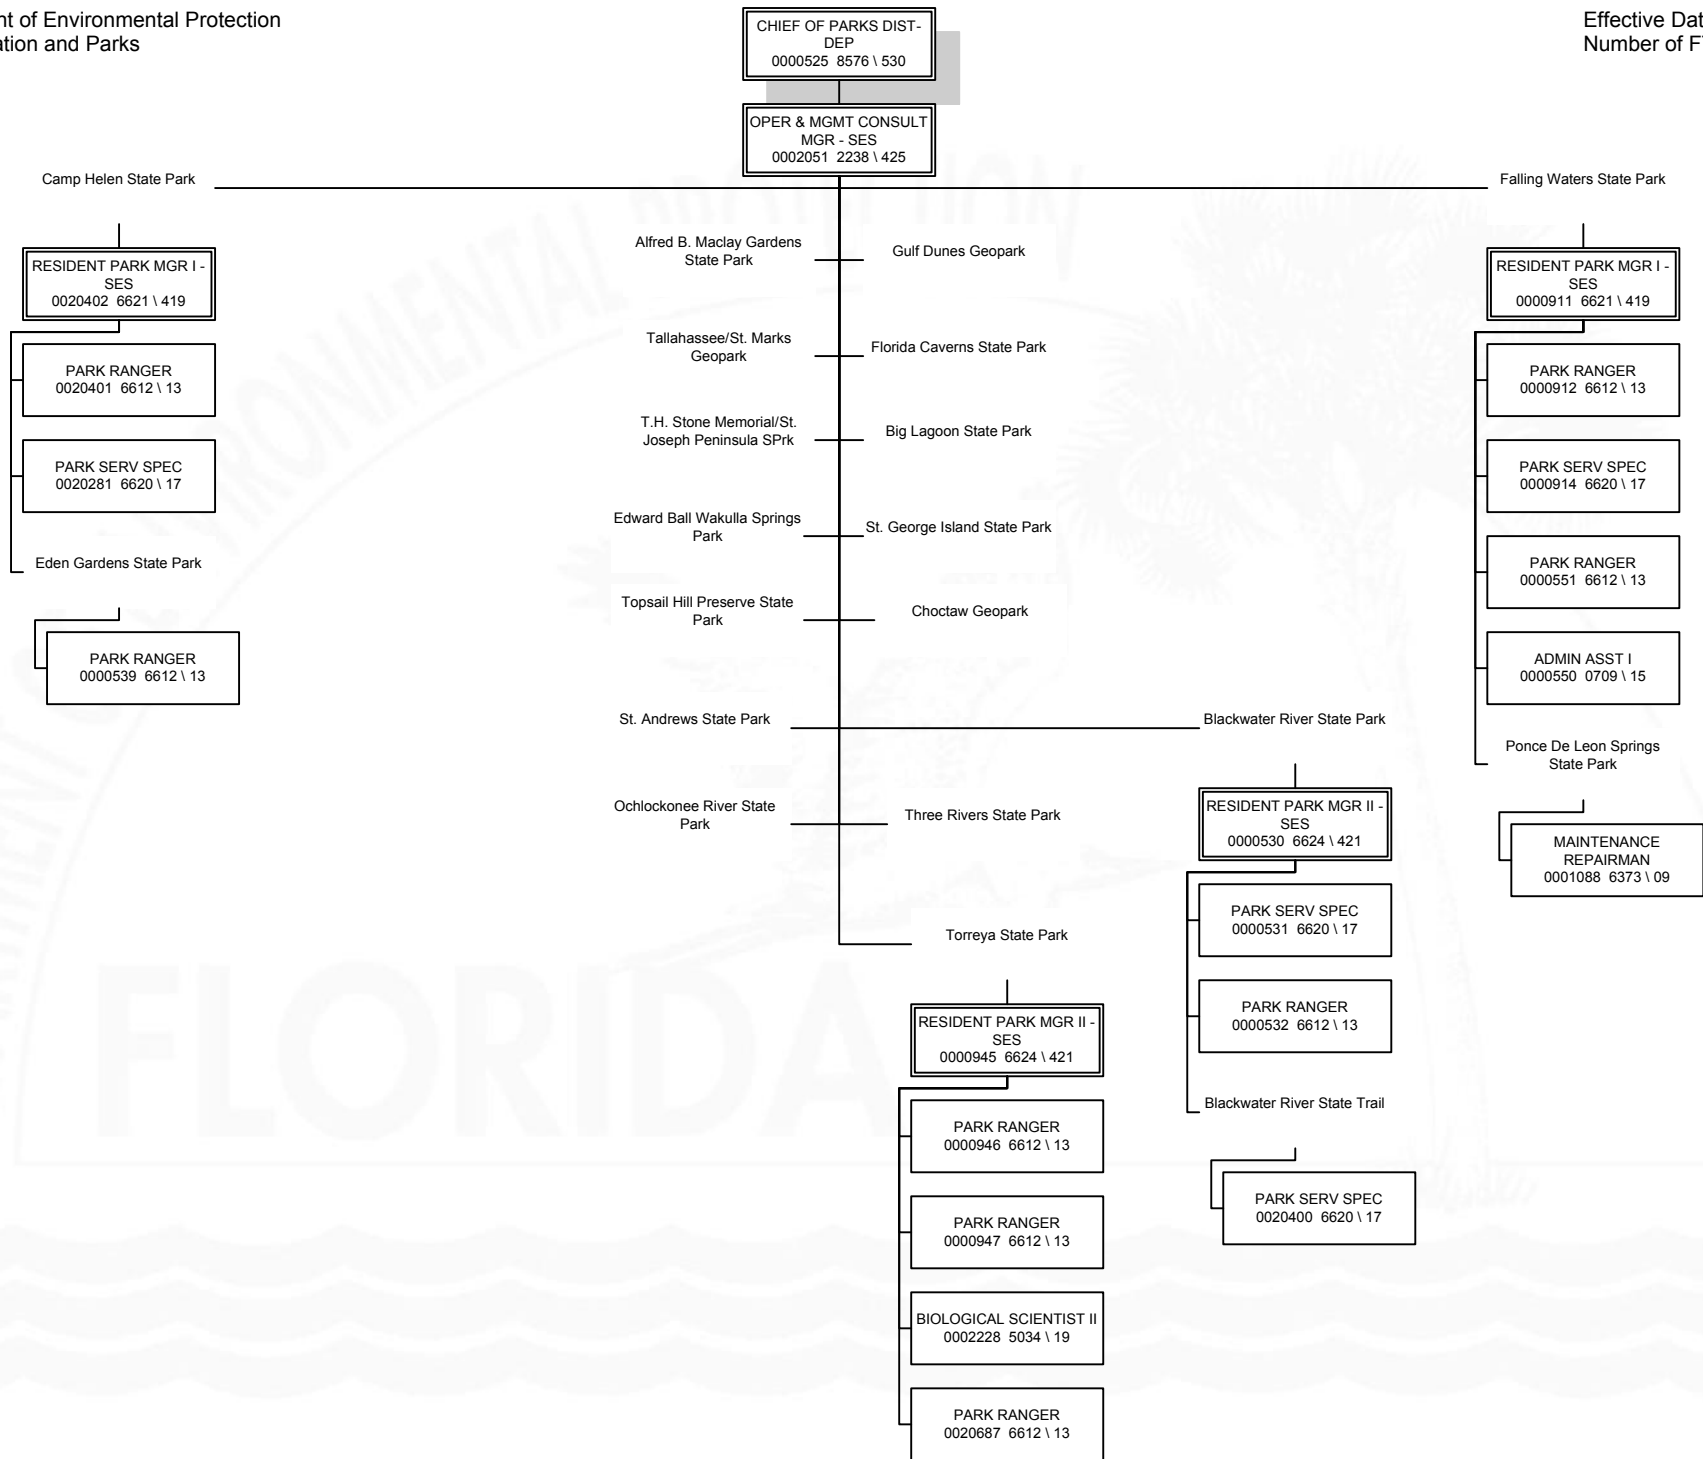 nt of Environmental Protection
ation and Parks
Effective Dat
Number of F
CHIEF OF PARKS DIST-
DEP
0000525 8576 \ 530
OPER & MGMT CONSULT
MGR - SES
0002051 2238 \ 425
Camp Helen State Park
RESIDENT PARK MGR I -
SES
0020402 6621 \ 419
PARK RANGER
0020401 6612 \ 13
PARK SERV SPEC
0020281 6620 \ 17
Eden Gardens State Park
PARK RANGER
0000539 6612 \ 13
Alfred B. Maclay Gardens
State Park
Gulf Dunes Geopark
Tallahassee/St. Marks
Geopark
Florida Caverns State Park
T.H. Stone Memorial/St.
Joseph Peninsula SPrk
Big Lagoon State Park
Edward Ball Wakulla Springs
Park
St. George Island State Park
Topsail Hill Preserve State
Park
Choctaw Geopark
St. Andrews State Park
Blackwater River State Park
Ochlockonee River State
Park
Three Rivers State Park
RESIDENT PARK MGR II -
SES
0000530 6624 \ 421
PARK SERV SPEC
0000531 6620 \ 17
PARK RANGER
0000532 6612 \ 13
Blackwater River State Trail
PARK SERV SPEC
0020400 6620 \ 17
Torreya State Park
RESIDENT PARK MGR II -
SES
0000945 6624 \ 421
PARK RANGER
0000946 6612 \ 13
PARK RANGER
0000947 6612 \ 13
BIOLOGICAL SCIENTIST II
0002228 5034 \ 19
PARK RANGER
0020687 6612 \ 13
Falling Waters State Park
RESIDENT PARK MGR I -
SES
0000911 6621 \ 419
PARK RANGER
0000912 6612 \ 13
PARK SERV SPEC
0000914 6620 \ 17
PARK RANGER
0000551 6612 \ 13
ADMIN ASST I
0000550 0709 \ 15
Ponce De Leon Springs
State Park
MAINTENANCE
REPAIRMAN
0001088 6373 \ 09
ENVIRONMENTAL PROTECTION
FLORIDA